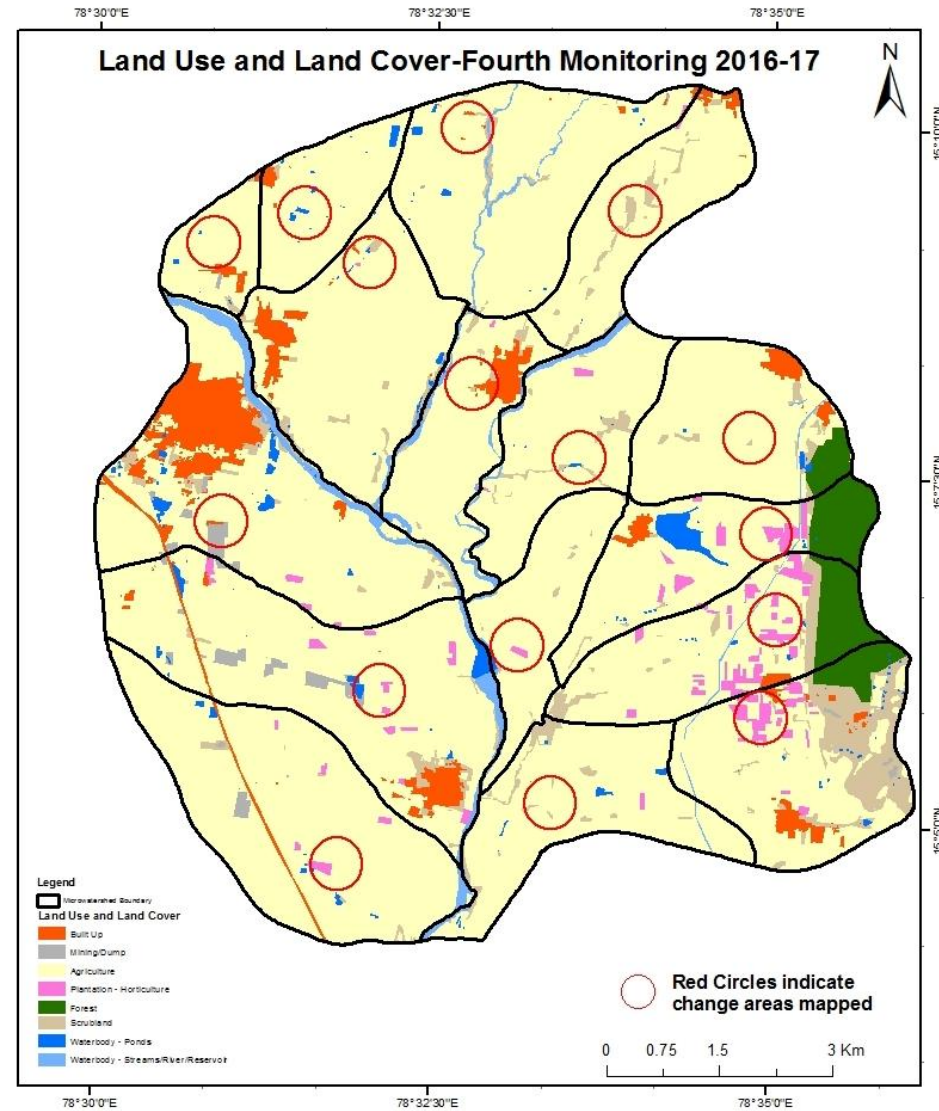 78°30'0"E 78°32'30"E 78°35'0"E
Land Use and Land Cover-Fourth Monitoring 2016-17
N
Legend
Microwatershed Boundary
Land Use and Land Cover
Built Up
Mining/Dump
Agriculture
Plantation - Horticulture
Forest
Scrubland
Waterbody - Ponds
Waterbody - Streams/River/Reservoir
Red Circles indicate
change areas mapped
0 0.75 1.5 3 Km
78°30'0"E 78°32'30"E 78°35'0"E